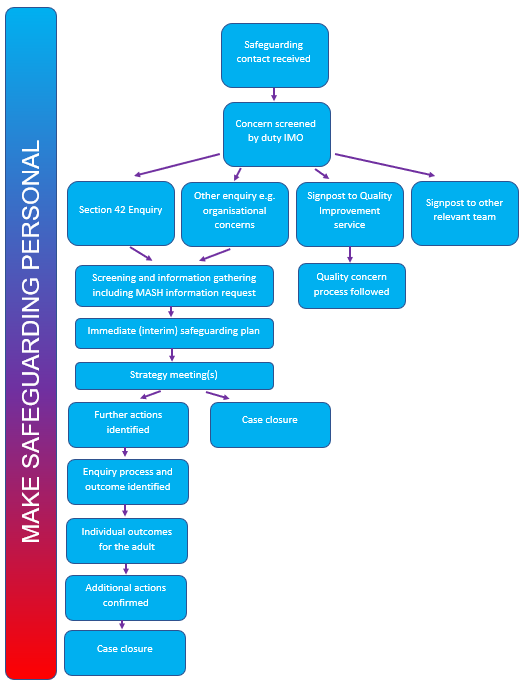 MAKE SAFEGUARDING PERSONAL
Safeguarding
contact received
Concern screened
by duty IMO
Section 42 Enquiry
Other enquiry e.g.
organisational
concerns
Signpost to Quality
Improvement
service
Signpost to other
relevant team
Screening and information gathering
including MASH information request
Quality concern
process followed
Immediate (interim) safeguarding plan
Strategy meeting(s)
Further actions
identified
Case closure
Enquiry process and
outcome identified
Individual outcomes
for the adult
Additional actions
confirmed
Case closure